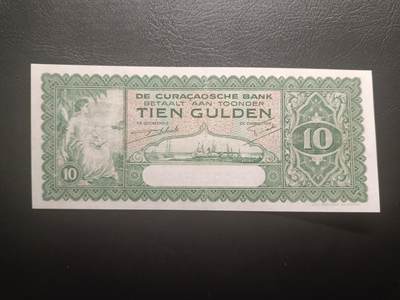 DE CURAÇAOSCHE BANK
BETAALT AAN TOONDER
TIEN GULDEN
10
10